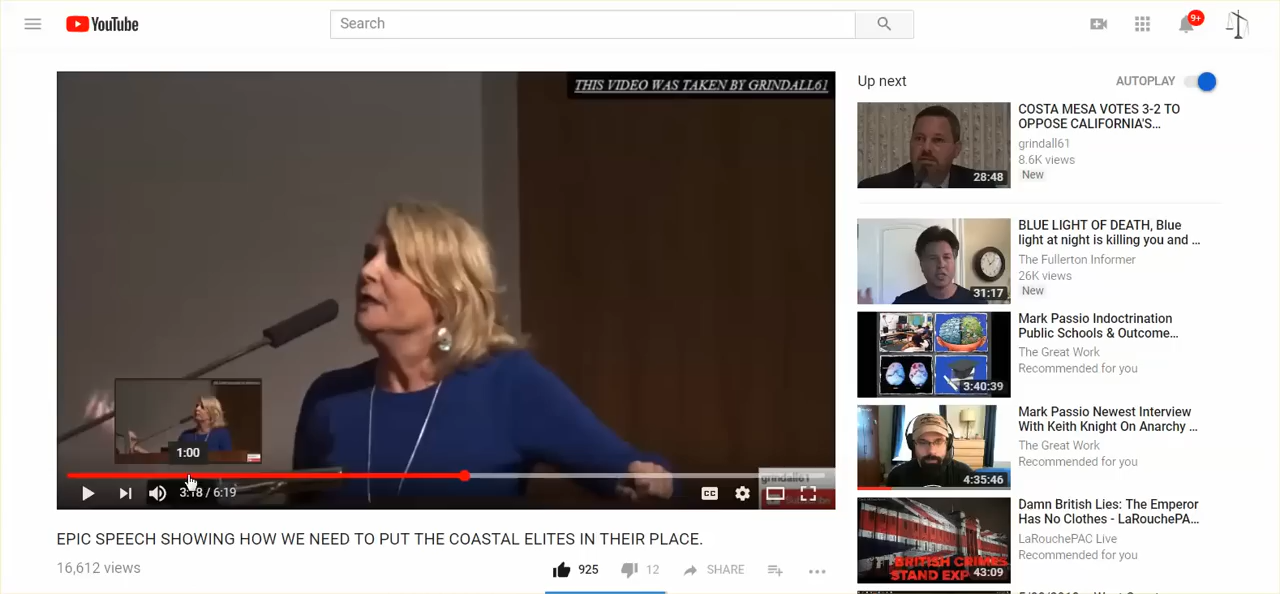 YouTube
Search
9+
THIS VIDEO WAS TAKEN BY GRINDALL61
1:00
3:18 / 6:19
CC
grindall61
EPIC SPEECH SHOWING HOW WE NEED TO PUT THE COASTAL ELITES IN THEIR PLACE.
16,612 views
925
12
SHARE
Up next
AUTOPLAY
28:48
COSTA MESA VOTES 3-2 TO
OPPOSE CALIFORNIA'S...
grindall61
8.6K views
New
31:17
BLUE LIGHT OF DEATH, Blue
light at night is killing you and ...
The Fullerton Informer
26K views
New
3:40:39
Mark Passio Indoctrination
Public Schools & Outcome...
The Great Work
Recommended for you
4:35:46
Mark Passio Newest Interview
With Keith Knight On Anarchy ...
The Great Work
Recommended for you
BRITISH CRIMES
STAND EXP
43:09
Damn British Lies: The Emperor
Has No Clothes - LaRouchePA...
LaRouchePAC Live
Recommended for you